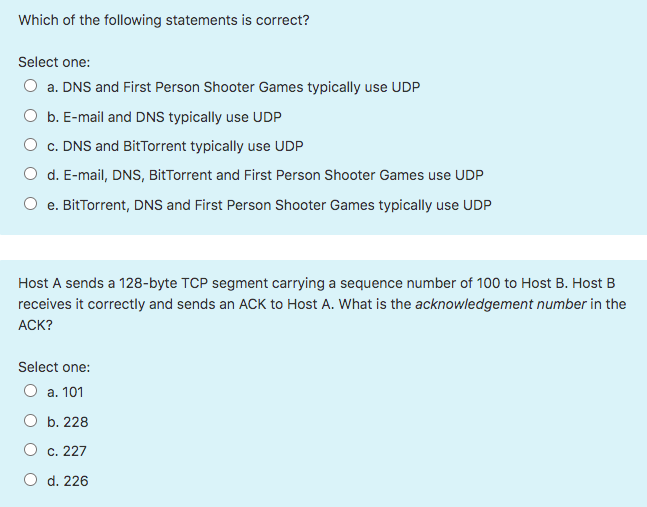 Which of the following statements is correct?
Select one:
a. DNS and First Person Shooter Games typically use UDP
b. E-mail and DNS typically use UDP
c. DNS and BitTorrent typically use UDP
d. E-mail, DNS, BitTorrent and First Person Shooter Games use UDP
e. BitTorrent, DNS and First Person Shooter Games typically use UDP
Host A sends a 128-byte TCP segment carrying a sequence number of 100 to Host B. Host B
receives it correctly and sends an ACK to Host A. What is the acknowledgement number in the
ACK?
Select one:
a. 101
b. 228
c. 227
d. 226